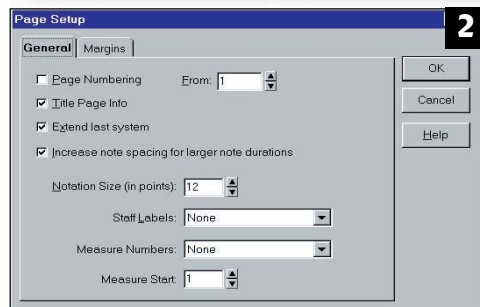 Page Setup
2
General Margins
Page Numbering From: 1
Title Page Info
Extend last system
Increase note spacing for larger note durations
Notation Size (in points): 12
Staff Labels: None
Measure Numbers: None
Measure Start: 1
OK
Cancel
Help